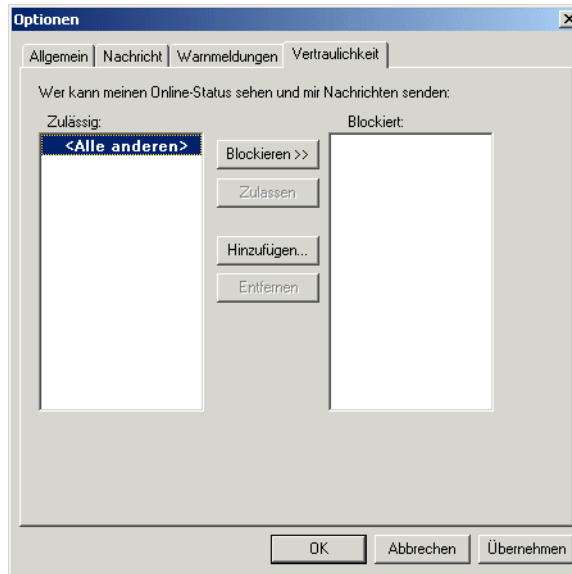 Optionen
Allgemein Nachricht Warnmeldungen Vertraulichkeit
Wer kann meinen Online-Status sehen und mir Nachrichten senden:
Zulässig: Blockiert:
<Alle anderen>
Blockieren >>
Zulassen
Hinzufügen...
Entfernen
OK Abbrechen Übernehmen